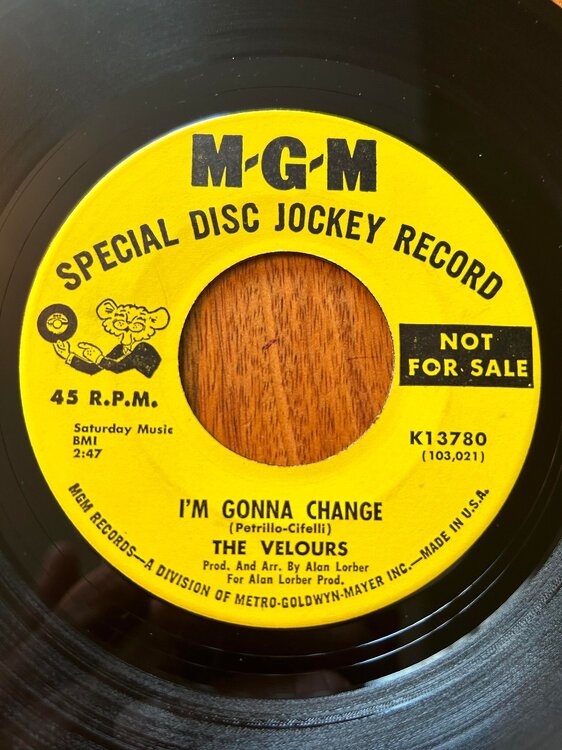 M-G-M
SPECIAL DISC JOCKEY RECORD
NOT
FOR SALE
45 R.P.M.
Saturday Music
BMI
2:47
K13780
(103,021)
I'M GONNA CHANGE
(Petrillo-Cifelli)
THE VELOURS
Prod. And Arr. By Alan Lorber
For Alan Lorber Prod.
MGM RECORDS—A DIVISION OF METRO-GOLDWYN-MAYER INC.—MADE IN U.S.A.